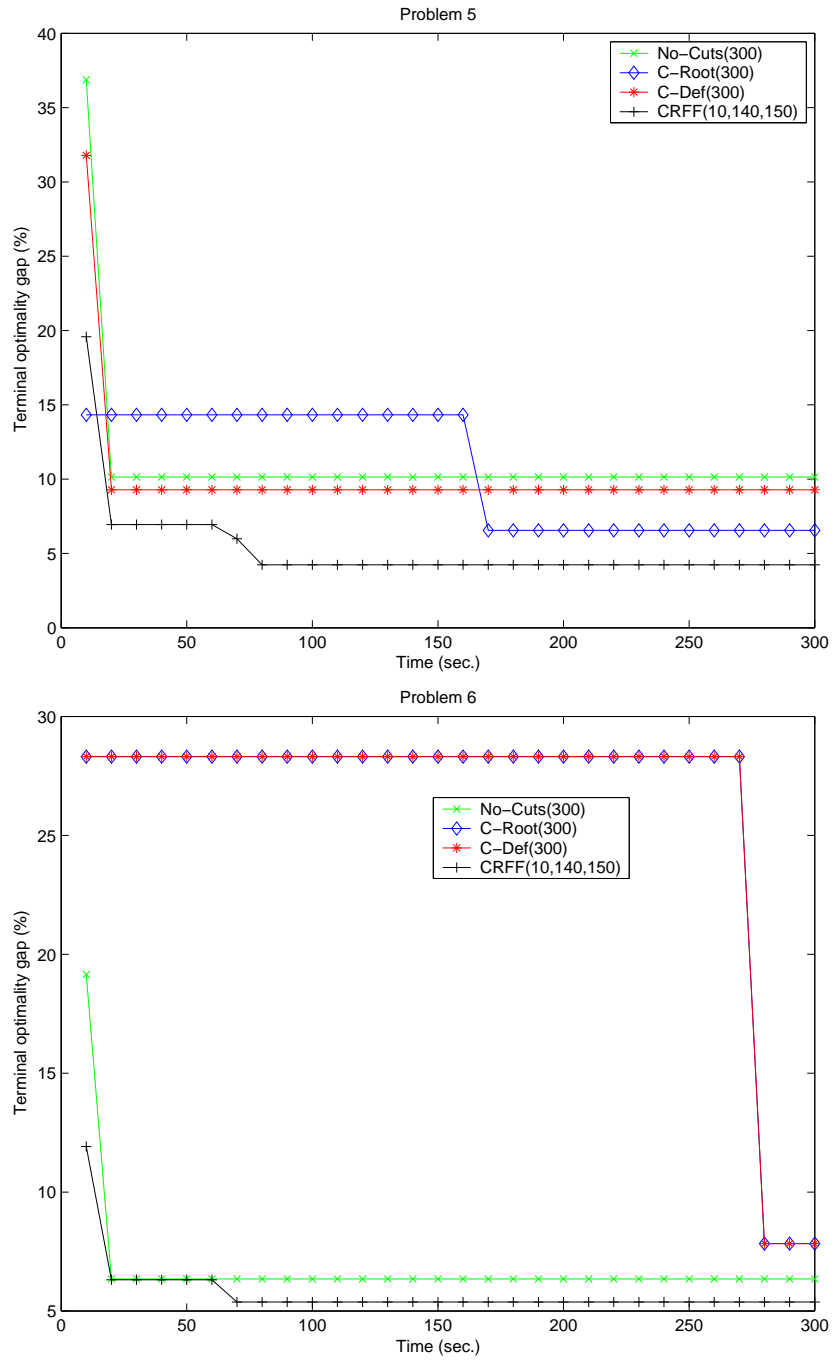 Problem 5
40
35
30
25
20
15
10
5
0
Terminal optimality gap (%)
No−Cuts(300)
C−Root(300)
C−Def(300)
CRFF(10,140,150)
0 50 100 150 200 250 300
Time (sec.)
Problem 6
30
25
20
15
10
5
Terminal optimality gap (%)
No−Cuts(300)
C−Root(300)
C−Def(300)
CRFF(10,140,150)
0 50 100 150 200 250 300
Time (sec.)